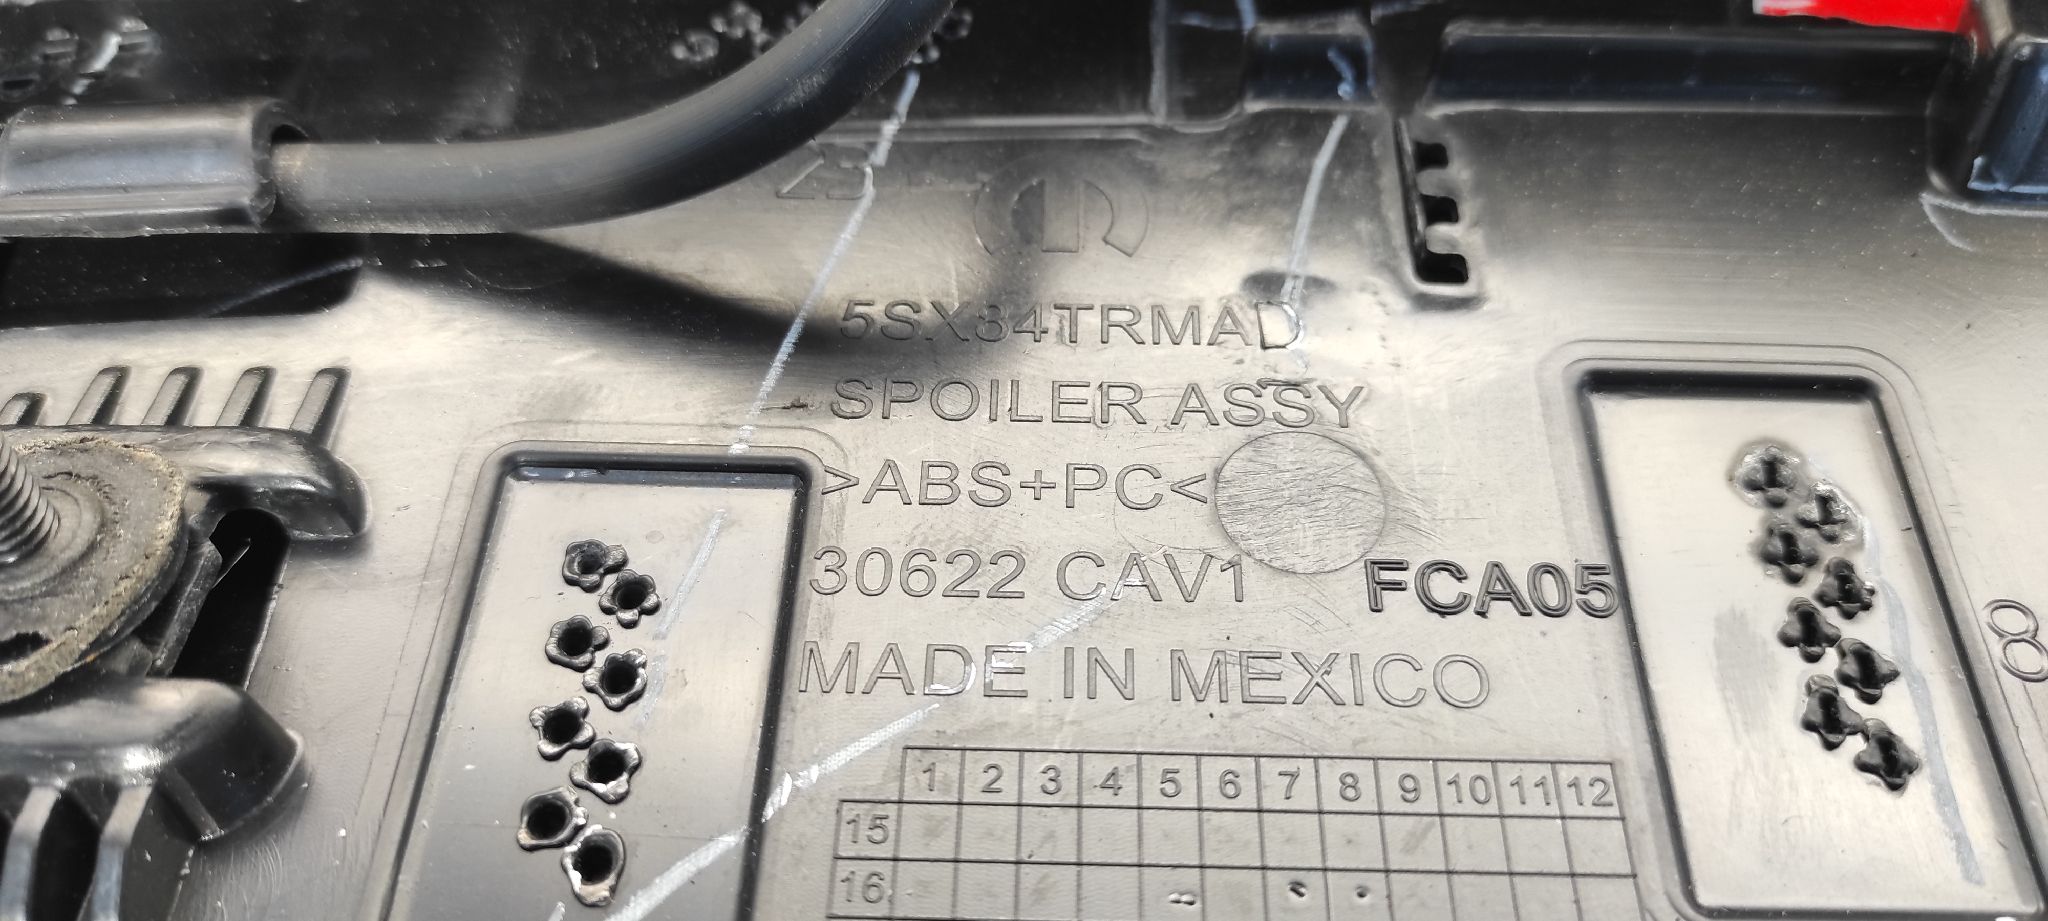 5SX84TRMAD
SPOILER ASSY
>ABS+PC<
30622 CAV1 FCA05
MADE IN MEXICO
8
1 2 3 4 5 6 7 8 9 10 11 12
15
16